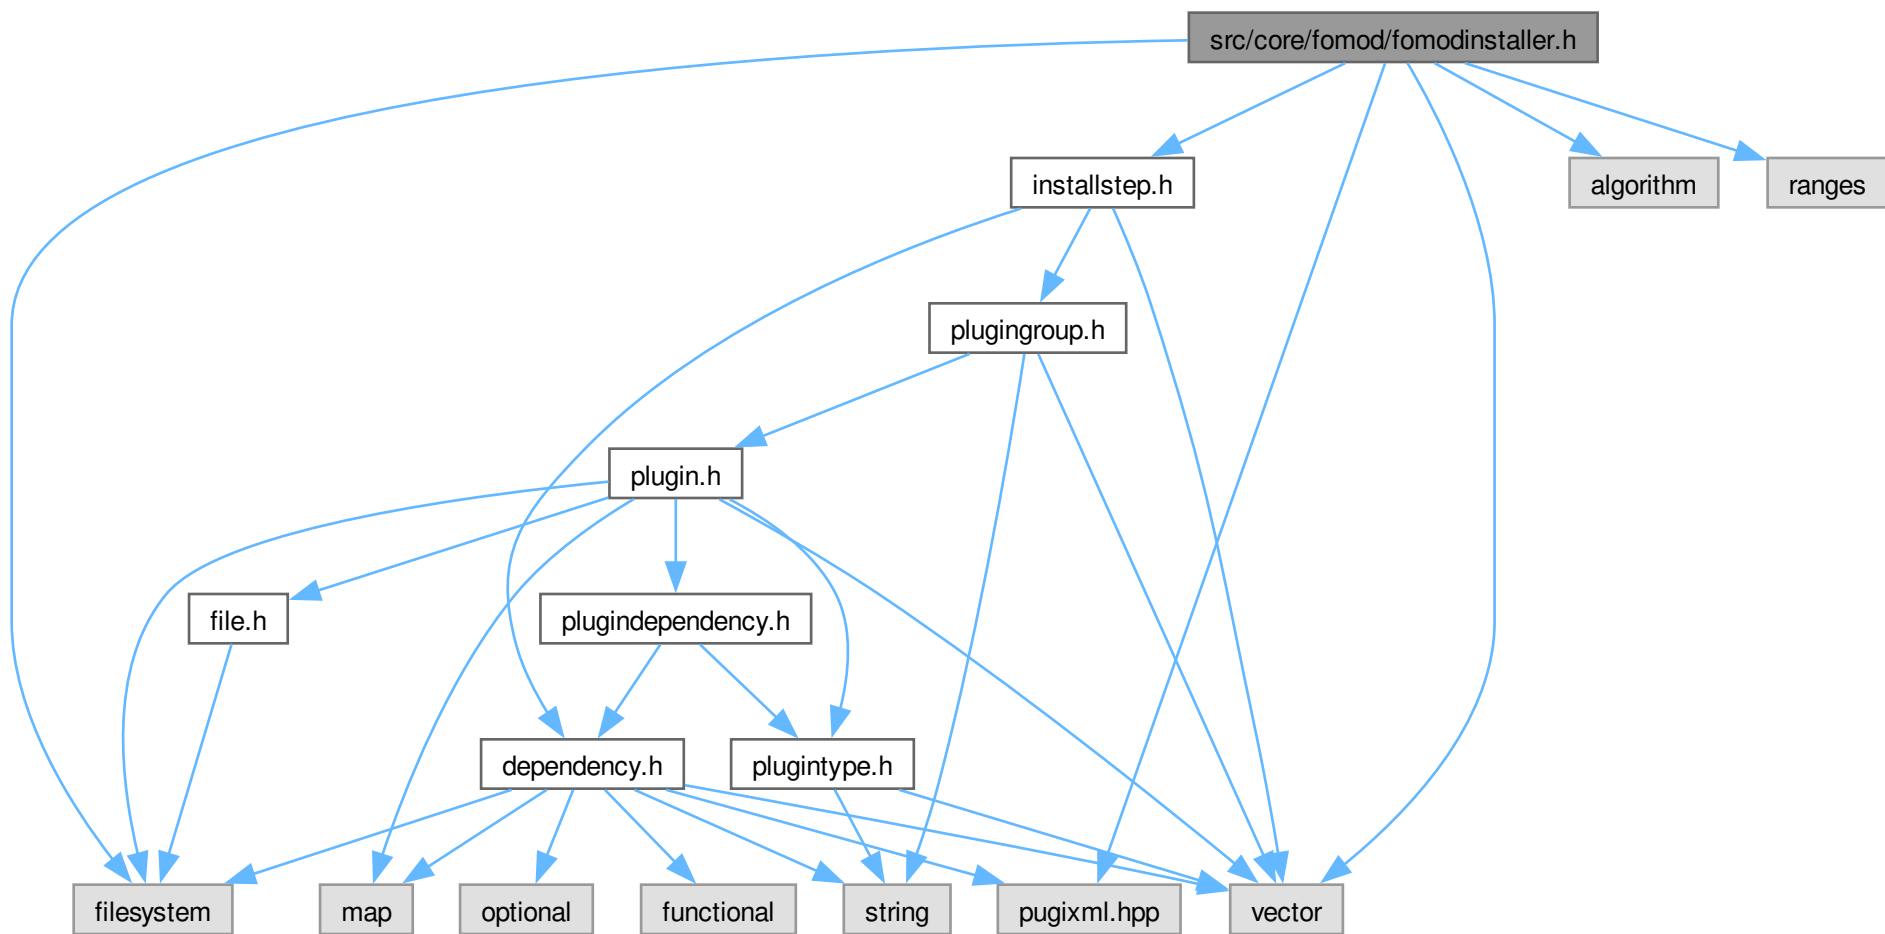 src/core/fomod/fomodinstaller.h
installstep.h
algorithm
ranges
plugingroup.h
plugin.h
file.h
plugindependency.h
dependency.h
plugintype.h
filesystem
map
optional
functional
string
pugixml.hpp
vector